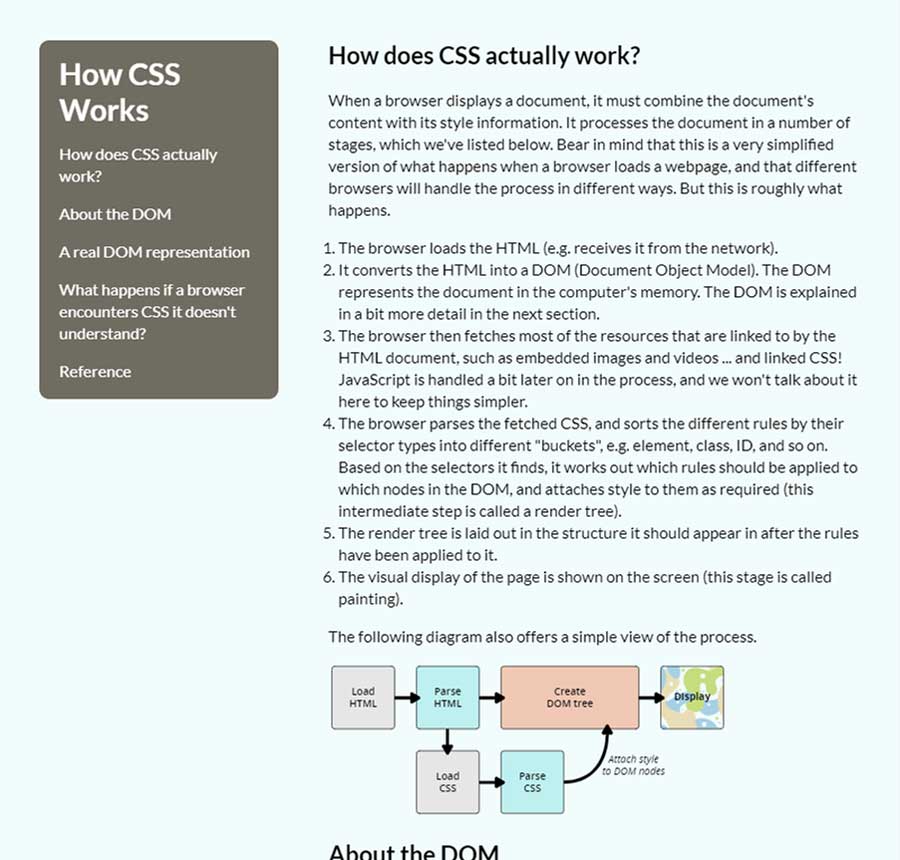 How CSS
Works
How does CSS actually
work?
About the DOM
A real DOM representation
What happens if a browser
encounters CSS it doesn't
understand?
Reference
How does CSS actually work?
When a browser displays a document, it must combine the document's
content with its style information. It processes the document in a number of
stages, which we've listed below. Bear in mind that this is a very simplified
version of what happens when a browser loads a webpage, and that different
browsers will handle the process in different ways. But this is roughly what
happens.
1. The browser loads the HTML (e.g. receives it from the network).
2. It converts the HTML into a DOM (Document Object Model). The DOM
represents the document in the computer's memory. The DOM is explained
in a bit more detail in the next section.
3. The browser then fetches most of the resources that are linked to by the
HTML document, such as embedded images and videos ... and linked CSS!
JavaScript is handled a bit later on in the process, and we won't talk about it
here to keep things simpler.
4. The browser parses the fetched CSS, and sorts the different rules by their
selector types into different "buckets", e.g. element, class, ID, and so on.
Based on the selectors it finds, it works out which rules should be applied to
which nodes in the DOM, and attaches style to them as required (this
intermediate step is called a render tree).
5. The render tree is laid out in the structure it should appear in after the rules
have been applied to it.
6. The visual display of the page is shown on the screen (this stage is called
painting).
The following diagram also offers a simple view of the process.
Load
HTML
Parse
HTML
Create
DOM tree
Display
Load
CSS
Parse
CSS
Attach style
to DOM nodes
About the DOM